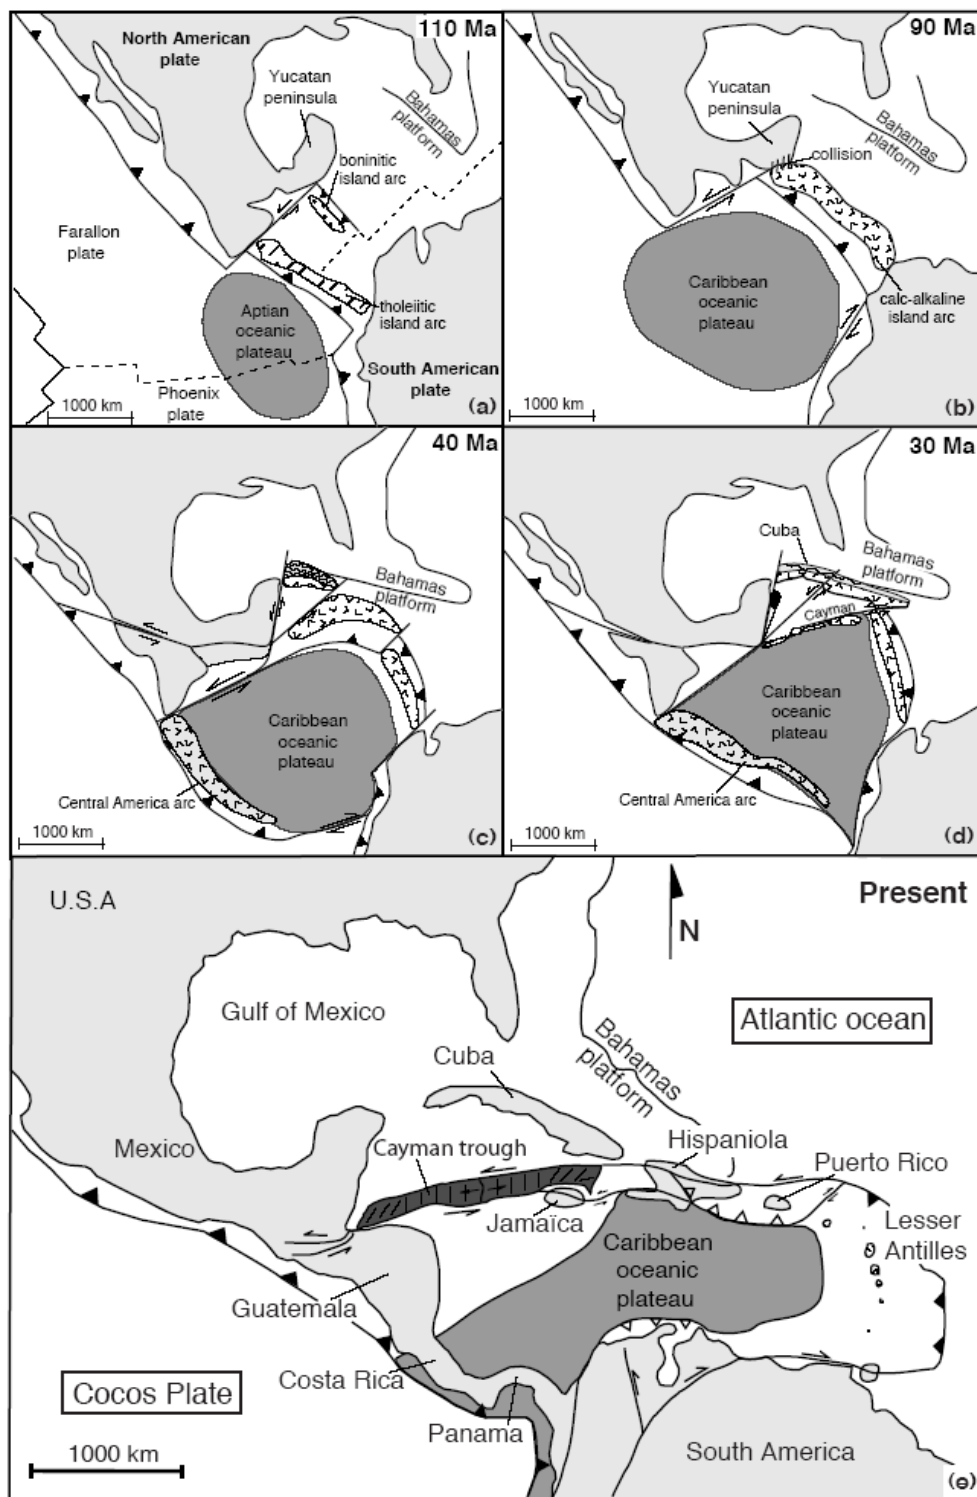 110 Ma
North American
plate
Yucatan
peninsula
Bahamas
platform
boninitic
island arc
Farallon
plate
tholeiitic
island arc
Aptian
oceanic
plateau
South American
plate
Phoenix
plate
1000 km
(a)
90 Ma
Yucatan
peninsula
Bahamas
platform
collision
Caribbean
oceanic
plateau
calc-alkaline
island arc
1000 km
(b)
40 Ma
Bahamas
platform
Caribbean
oceanic
plateau
Central America arc
1000 km
(c)
30 Ma
Cuba
Bahamas
platform
Cayman
Caribbean
oceanic
plateau
Central America arc
1000 km
(d)
U.S.A
Present
N
Gulf of Mexico
Atlantic ocean
Bahamas
platform
Cuba
Mexico
Cayman trough
Hispaniola
Puerto Rico
Jamaïca
Lesser
Antilles
Caribbean
oceanic
plateau
Guatemala
Costa Rica
Cocos Plate
Panama
South America
1000 km
(e)